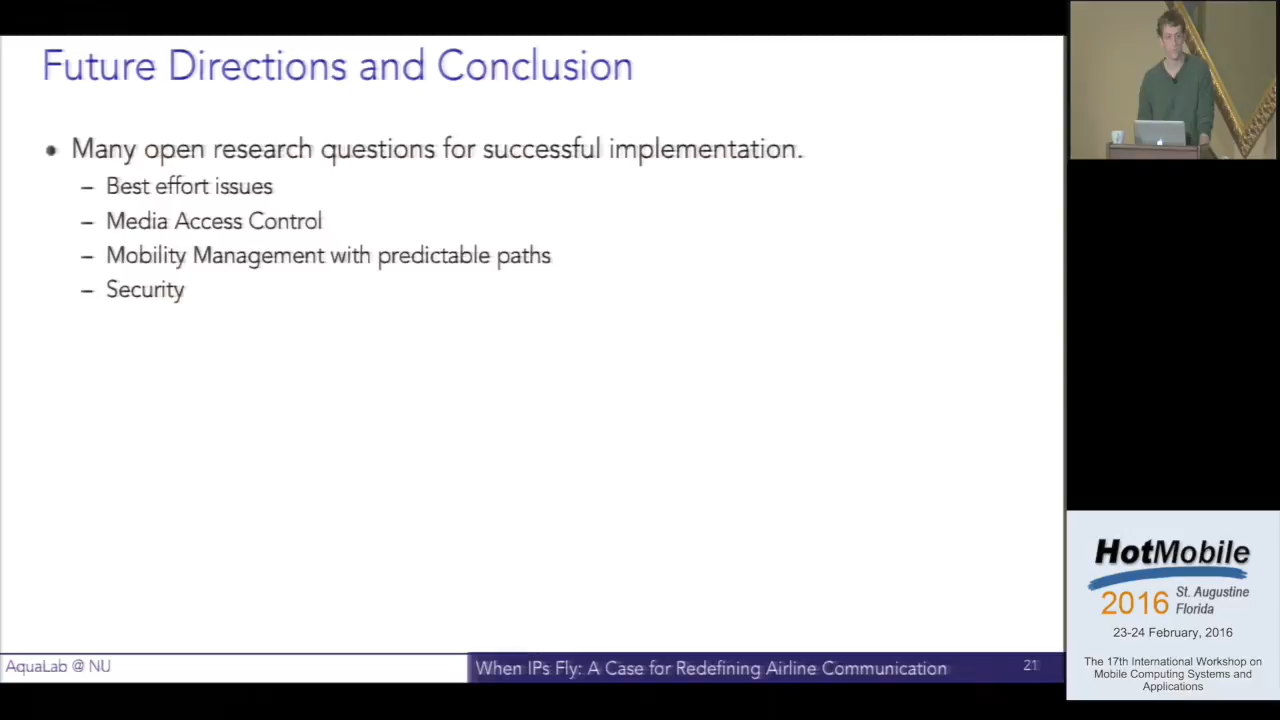 Future Directions and Conclusion
• Many open research questions for successful implementation.
– Best effort issues
– Media Access Control
– Mobility Management with predictable paths
– Security
AquaLab @ NU
When IPs Fly: A Case for Redefining Airline Communication
21
HotMobile
2016 St. Augustine
Florida
23-24 February, 2016
The 17th International Workshop on
Mobile Computing Systems and
Applications